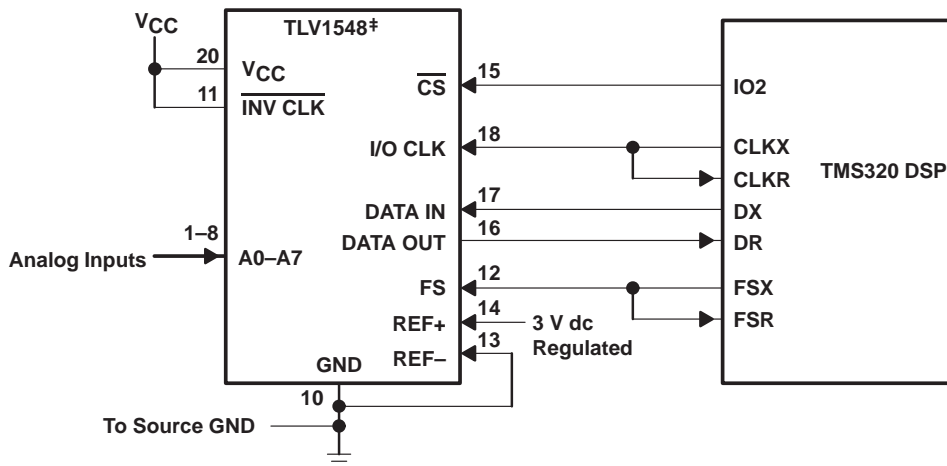 VCC
TLV1548‡
20
VCC
11
INV CLK
CS
15
IO2
I/O CLK
18
CLKX
CLKR
TMS320 DSP
DATA IN
17
DX
DATA OUT
16
DR
1–8
Analog Inputs
A0–A7
FS
12
FSX
FSR
REF+
14
3 V dc
Regulated
REF–
13
GND
10
To Source GND